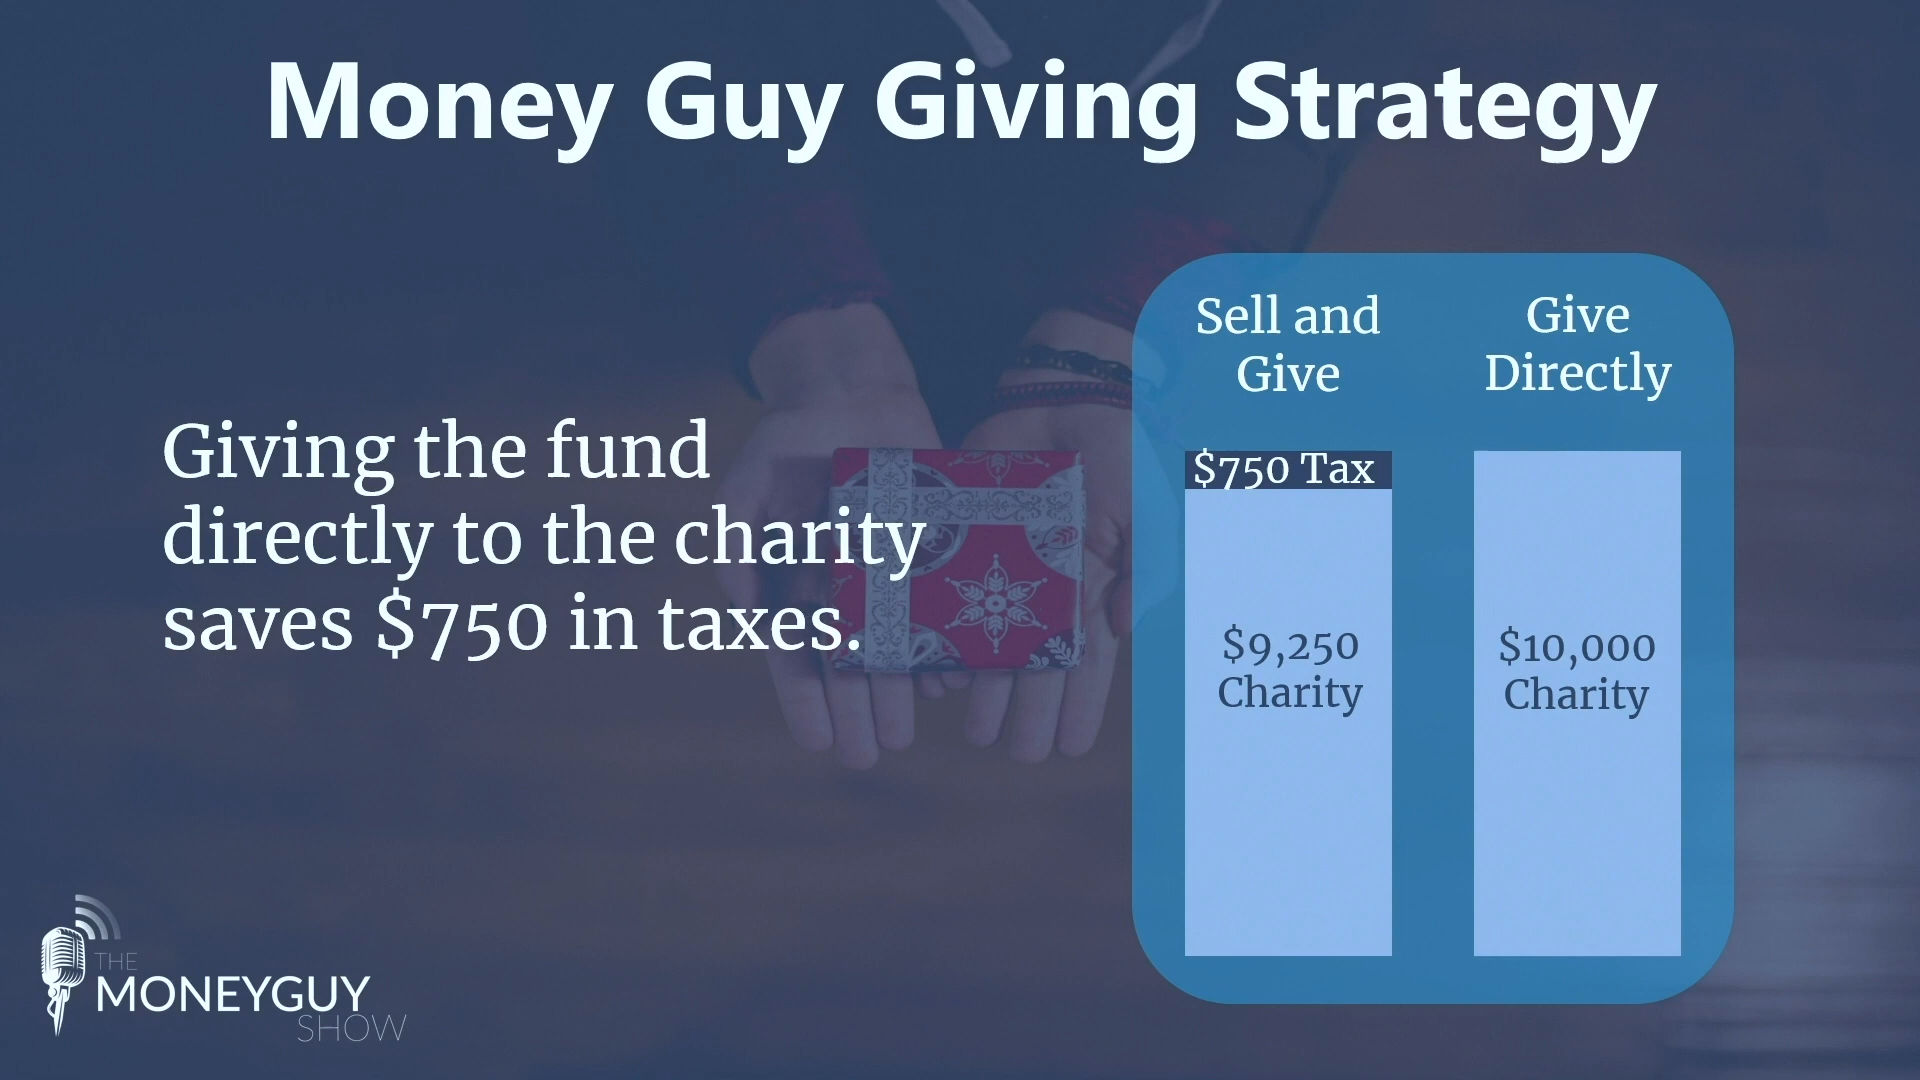 Money Guy Giving Strategy
Giving the fund
directly to the charity
saves $750 in taxes.
Sell and
Give
$750 Tax
$9,250
Charity
Give
Directly
$10,000
Charity
THE
MONEYGUY
SHOW